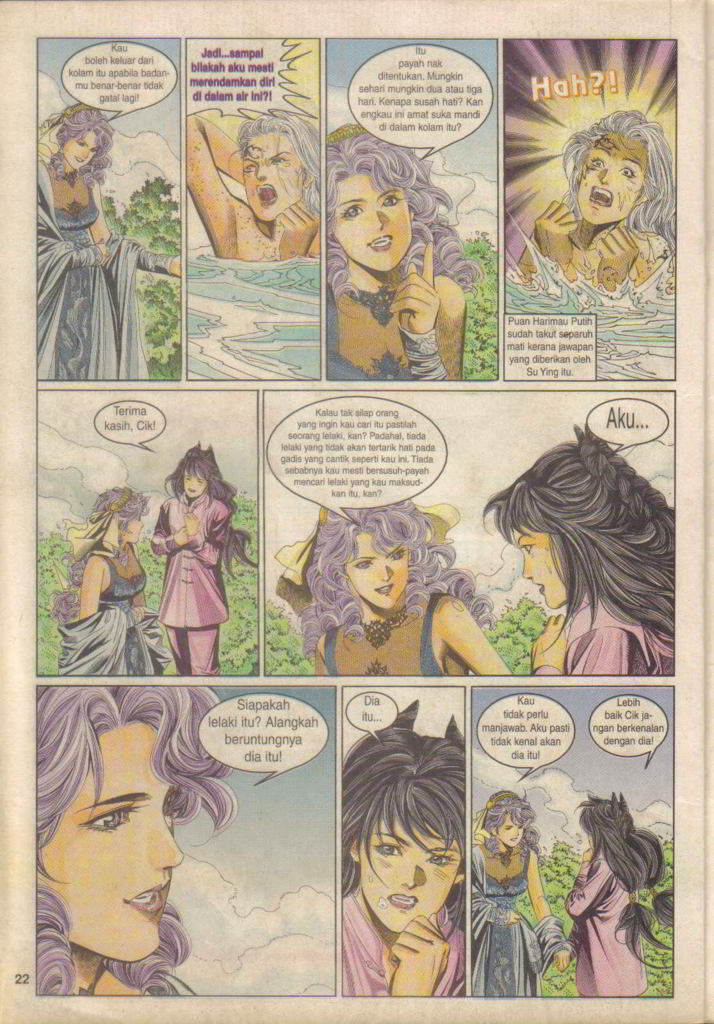 Kau
boleh keluar dari
kolam itu apabila badan-
mu benar-benar tidak
gatal lagi!
Jadi...sampai
bilakah aku mesti
merendamkan diri
di dalam air ini?!
Itu
payah nak
ditentukan. Mungkin
sehari mungkin dua atau tiga
hari. Kenapa susah hati? Kan
engkau ini amat suka mandi
di dalam kolam itu?
Hah?!
Puan Harimau Putih
sudah takut separuh
mati kerana jawapan
yang diberikan oleh
Su Ying itu.
Terima
kasih, Cik!
Kalau tak silap orang
yang ingin kau cari itu pastilah
seorang lelaki, kan? Padahal, tiada
lelaki yang tidak akan tertarik hati pada
gadis yang cantik seperti kau ini. Tiada
sebabnya kau mesti bersusuh-payah
mencari lelaki yang kau maksud-
kan itu, kan?
Aku...
Siapakah
lelaki itu? Alangkah
beruntungnya
dia itu!
Dia
itu...
Kau
tidak perlu
manjawab. Aku pasti
tidak kenal akan
dia itu!
Lebih
baik Cik ja-
ngan berkenalan
dengan dia!
22